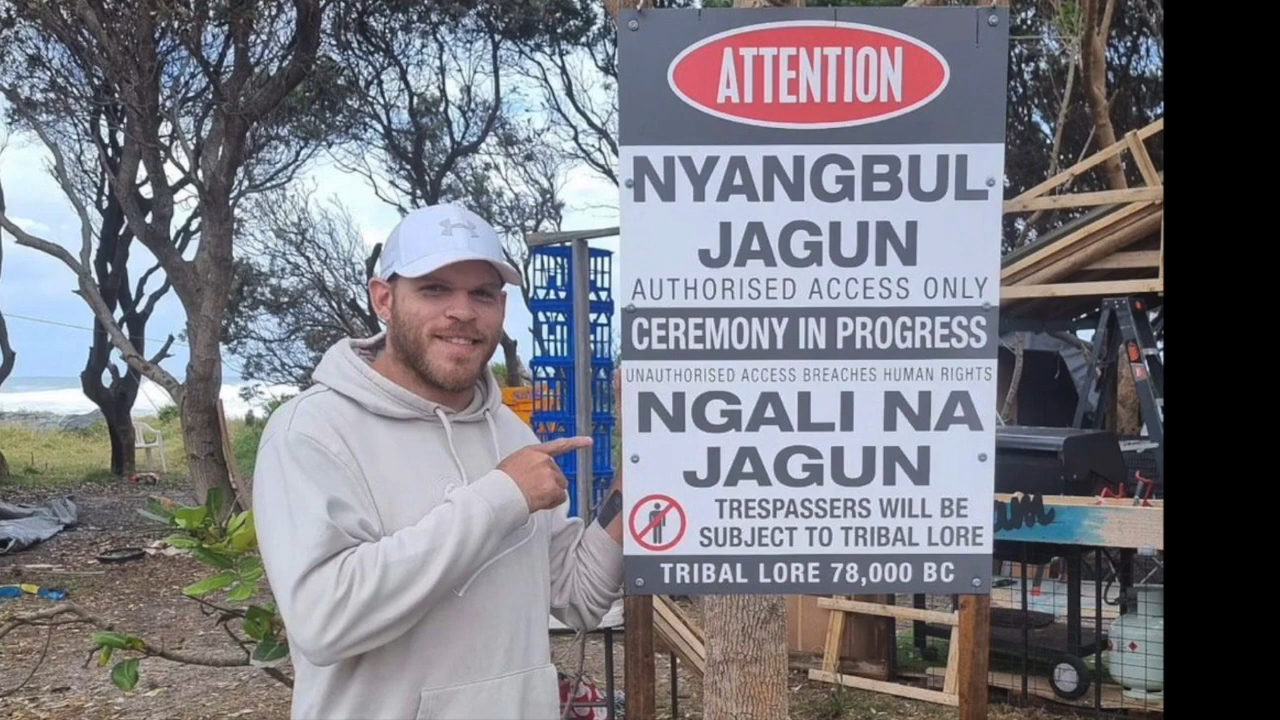 ATTENTION
NYANGBUL
JAGUN
AUTHORISED ACCESS ONLY
CEREMONY IN PROGRESS
UNAUTHORISED ACCESS BREACHES HUMAN RIGHTS
NGALI NA
JAGUN
TRESPASSERS WILL BE
SUBJECT TO TRIBAL LORE
TRIBAL LORE 78,000 BC